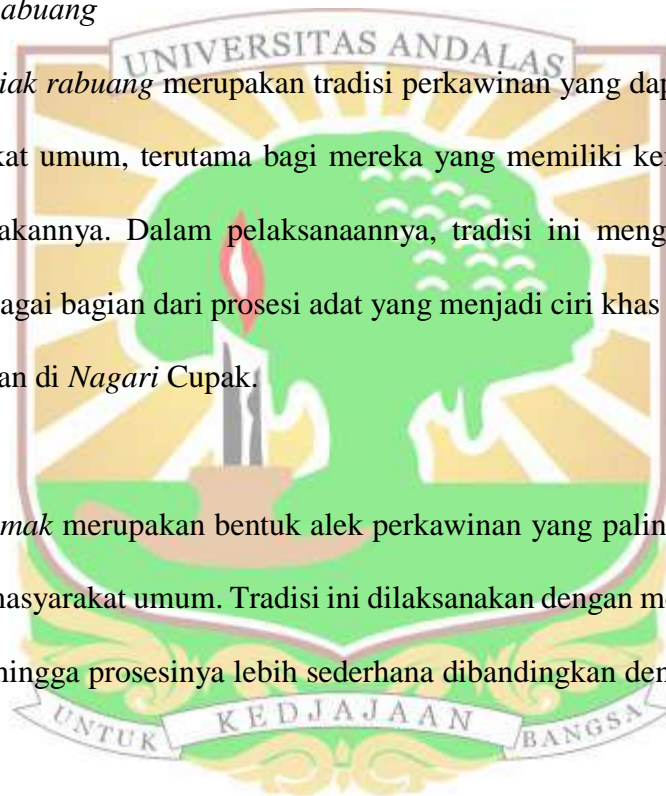 abuang
UNIVERSITAS ANDALAS
iak rabuang merupakan tradisi perkawinan yang dap
kat umum, terutama bagi mereka yang memiliki ke
akannya. Dalam pelaksanaannya, tradisi ini meng
agai bagian dari prosesi adat yang menjadi ciri khas
an di Nagari Cupak.
mak merupakan bentuk alek perkawinan yang palin
masyarakat umum. Tradisi ini dilaksanakan dengan m
hingga prosesinya lebih sederhana dibandingkan den
UNTUK KEDJAJAAN BANGSA